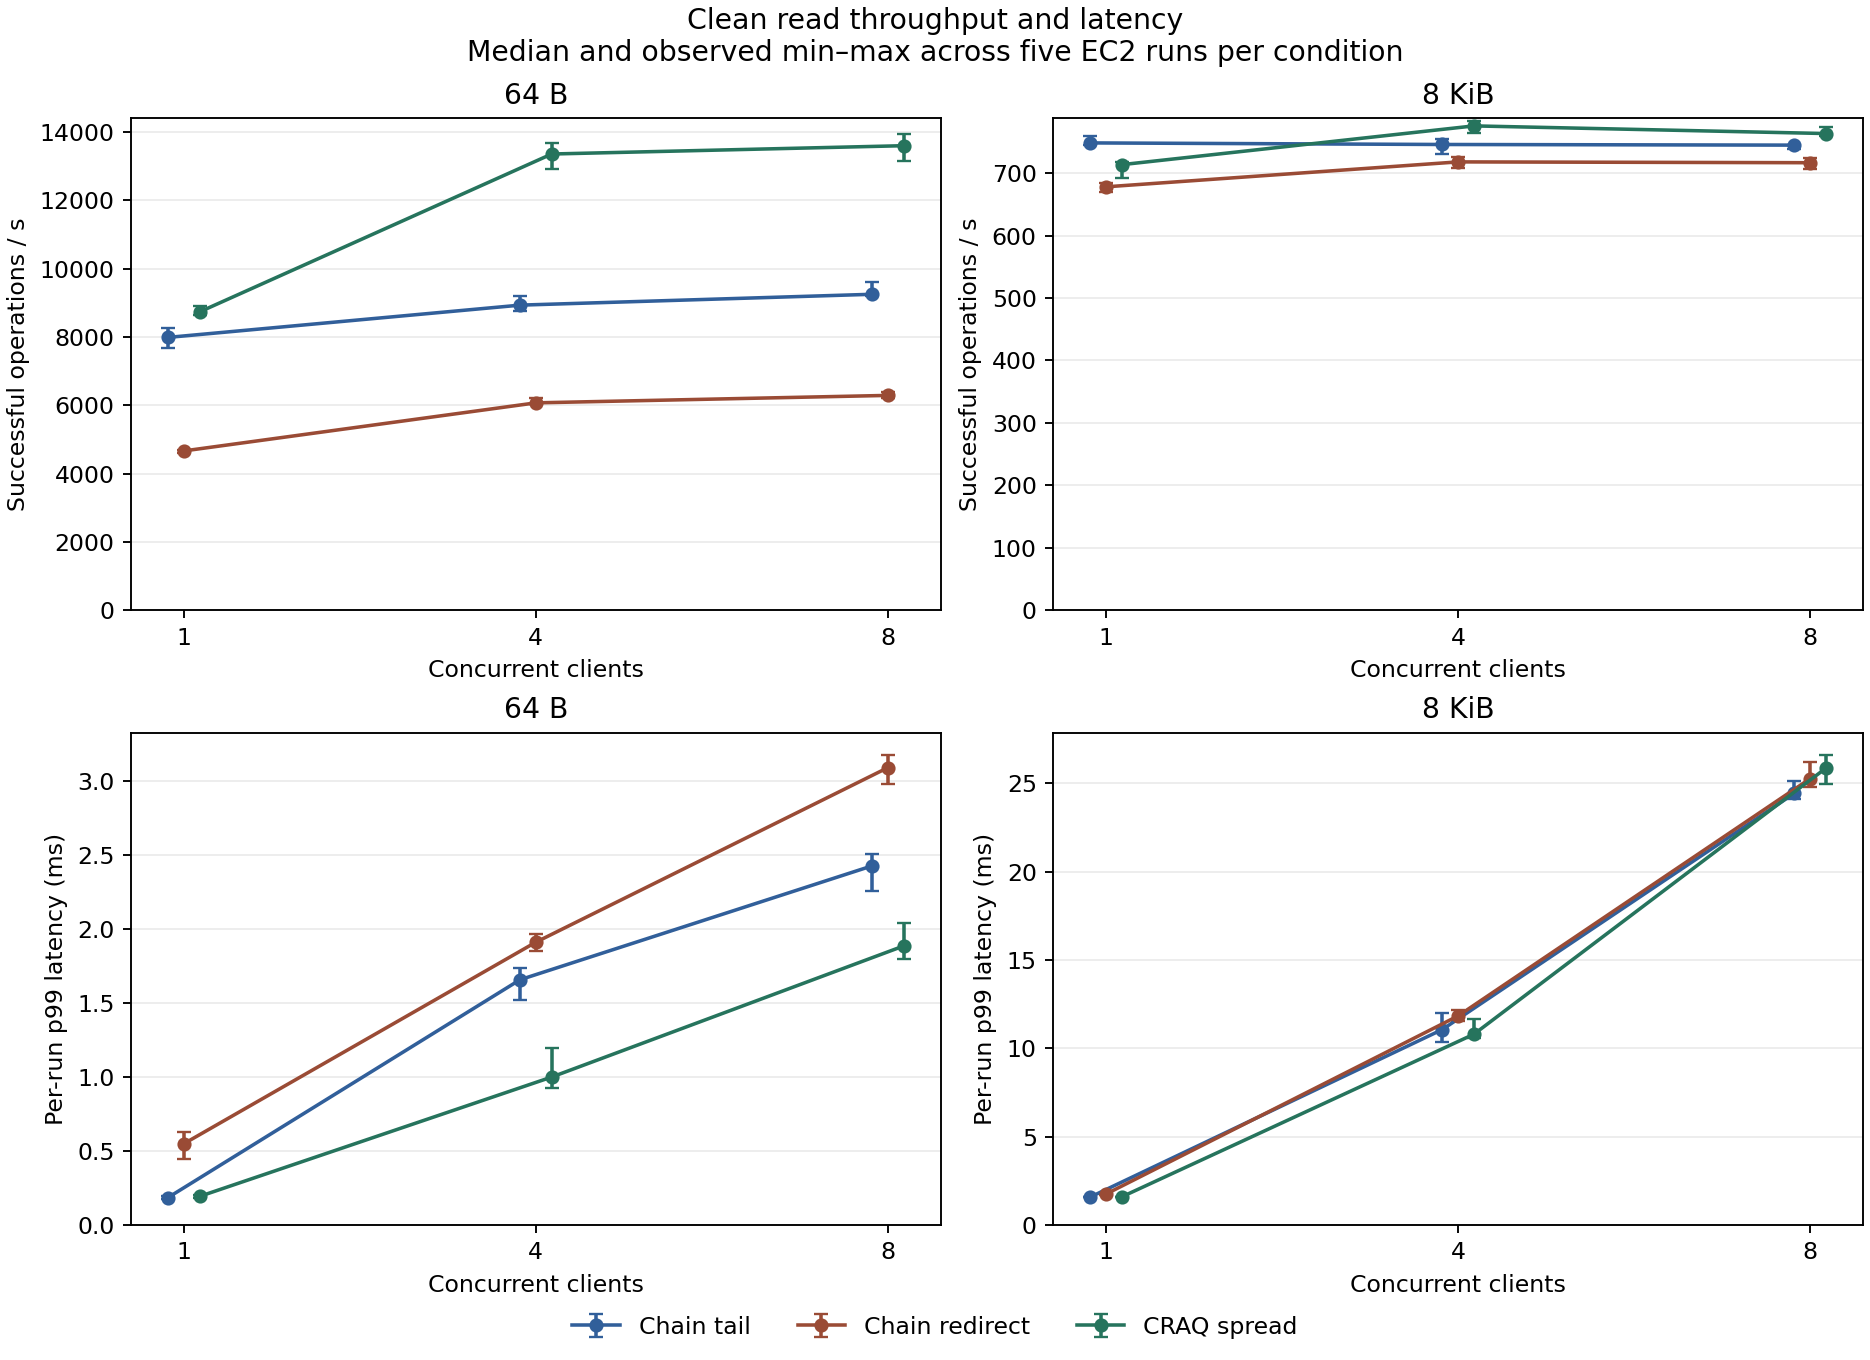 Clean read throughput and latency
Median and observed min–max across five EC2 runs per condition
64 B
14000
12000
10000
8000
6000
4000
2000
0
Successful operations / s
1
4
8
Concurrent clients
8 KiB
700
600
500
400
300
200
100
0
Successful operations / s
1
4
8
Concurrent clients
64 B
3.0
2.5
2.0
1.5
1.0
0.5
0.0
Per-run p99 latency (ms)
1
4
8
Concurrent clients
8 KiB
25
20
15
10
5
0
Per-run p99 latency (ms)
1
4
8
Concurrent clients
Chain tail
Chain redirect
CRAQ spread